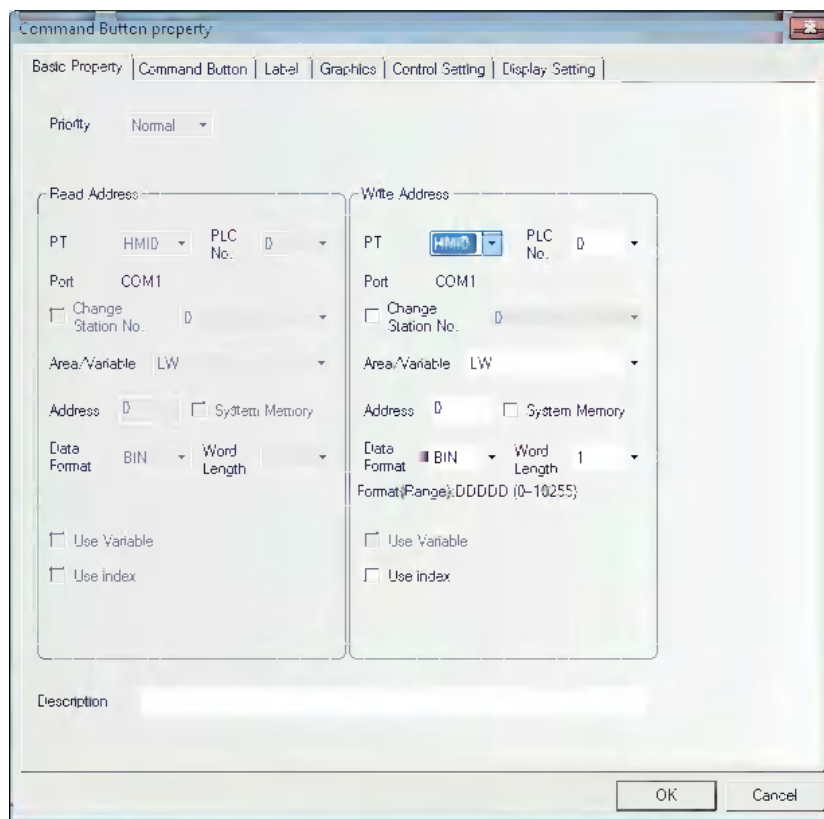 Command Button property
Basic Property Command Button Label Graphics Control Setting Display Setting
Priority Normal
Read Address
PT HMI0 PLC No. 0
Port COM1
Change Station No. 0
Area/Variable LW
Address 0 System Memory
Data Format BIN Word Length
Use Variable
Use index
Write Address
PT HMI0 PLC No. 0
Port COM1
Change Station No. 0
Area/Variable LW
Address 0 System Memory
Data Format BIN Word Length 1
Format(Range):DDDDD (0~10255)
Use Variable
Use index
Description
OK Cancel